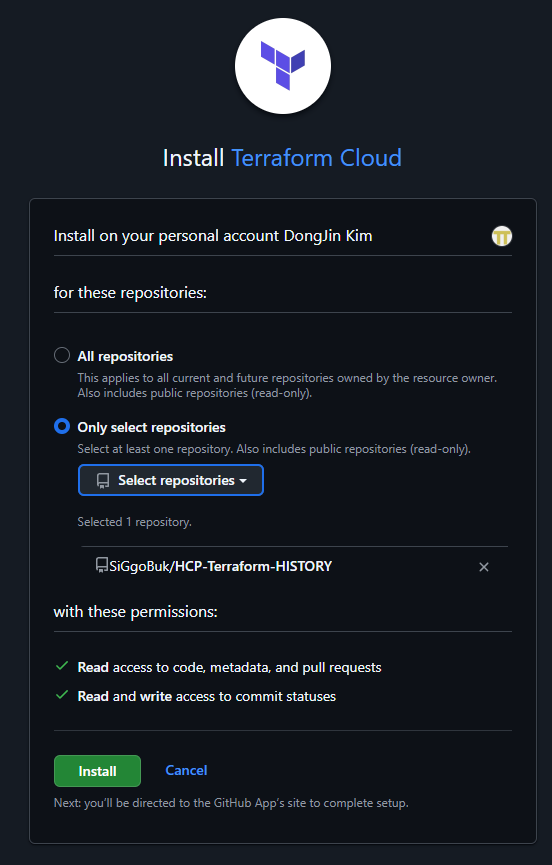 Install Terraform Cloud
Install on your personal account DongJin Kim
for these repositories:
All repositories
This applies to all current and future repositories owned by the resource owner.
Also includes public repositories (read-only).
Only select repositories
Select at least one repository. Also includes public repositories (read-only).
Select repositories
Selected 1 repository.
SiGgoBuk/HCP-Terraform-HISTORY
with these permissions:
Read access to code, metadata, and pull requests
Read and write access to commit statuses
Install Cancel
Next: you'll be directed to the GitHub App's site to complete setup.